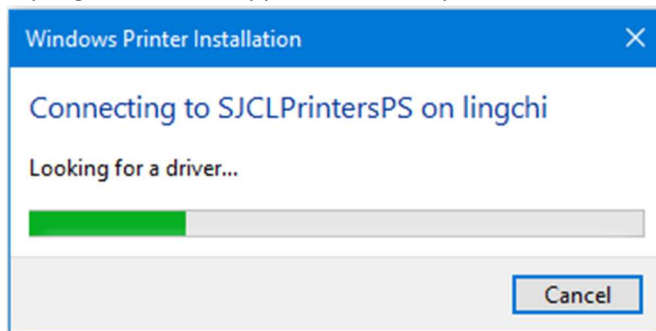 Windows Printer Installation
Connecting to SJCLPrintersPS on lingchi
Looking for a driver...
Cancel